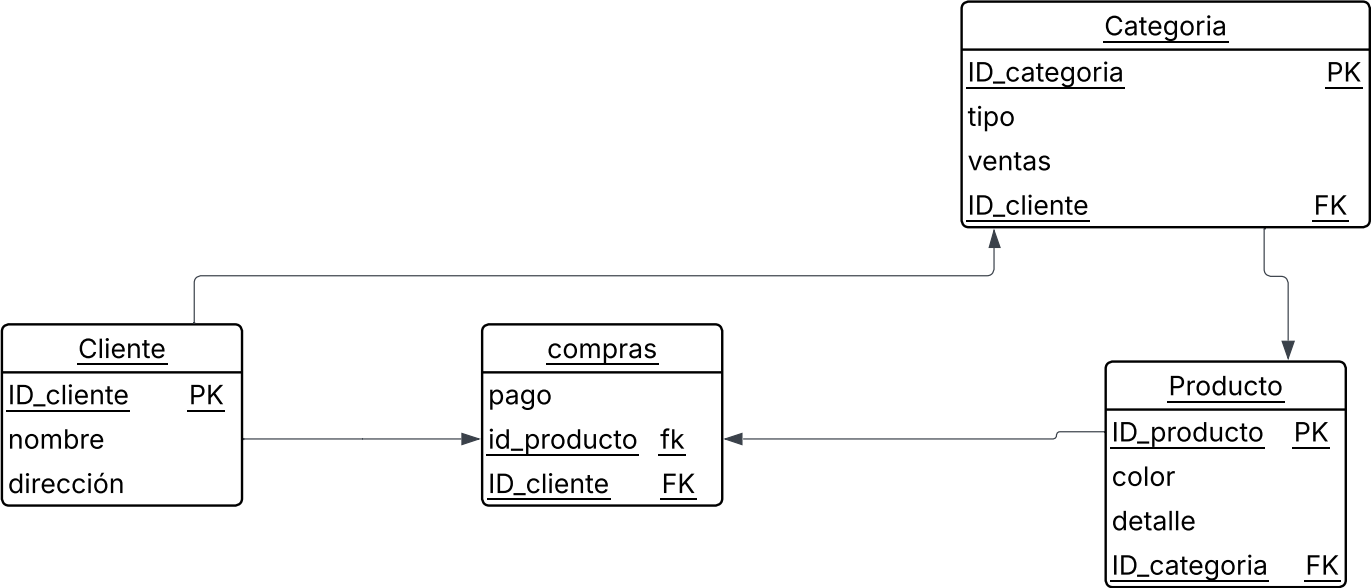 Categoria
ID_categoria PK
tipo
ventas
ID_cliente FK
Cliente
ID_cliente PK
nombre
dirección
compras
pago
id_producto fk
ID_cliente FK
Producto
ID_producto PK
color
detalle
ID_categoria FK